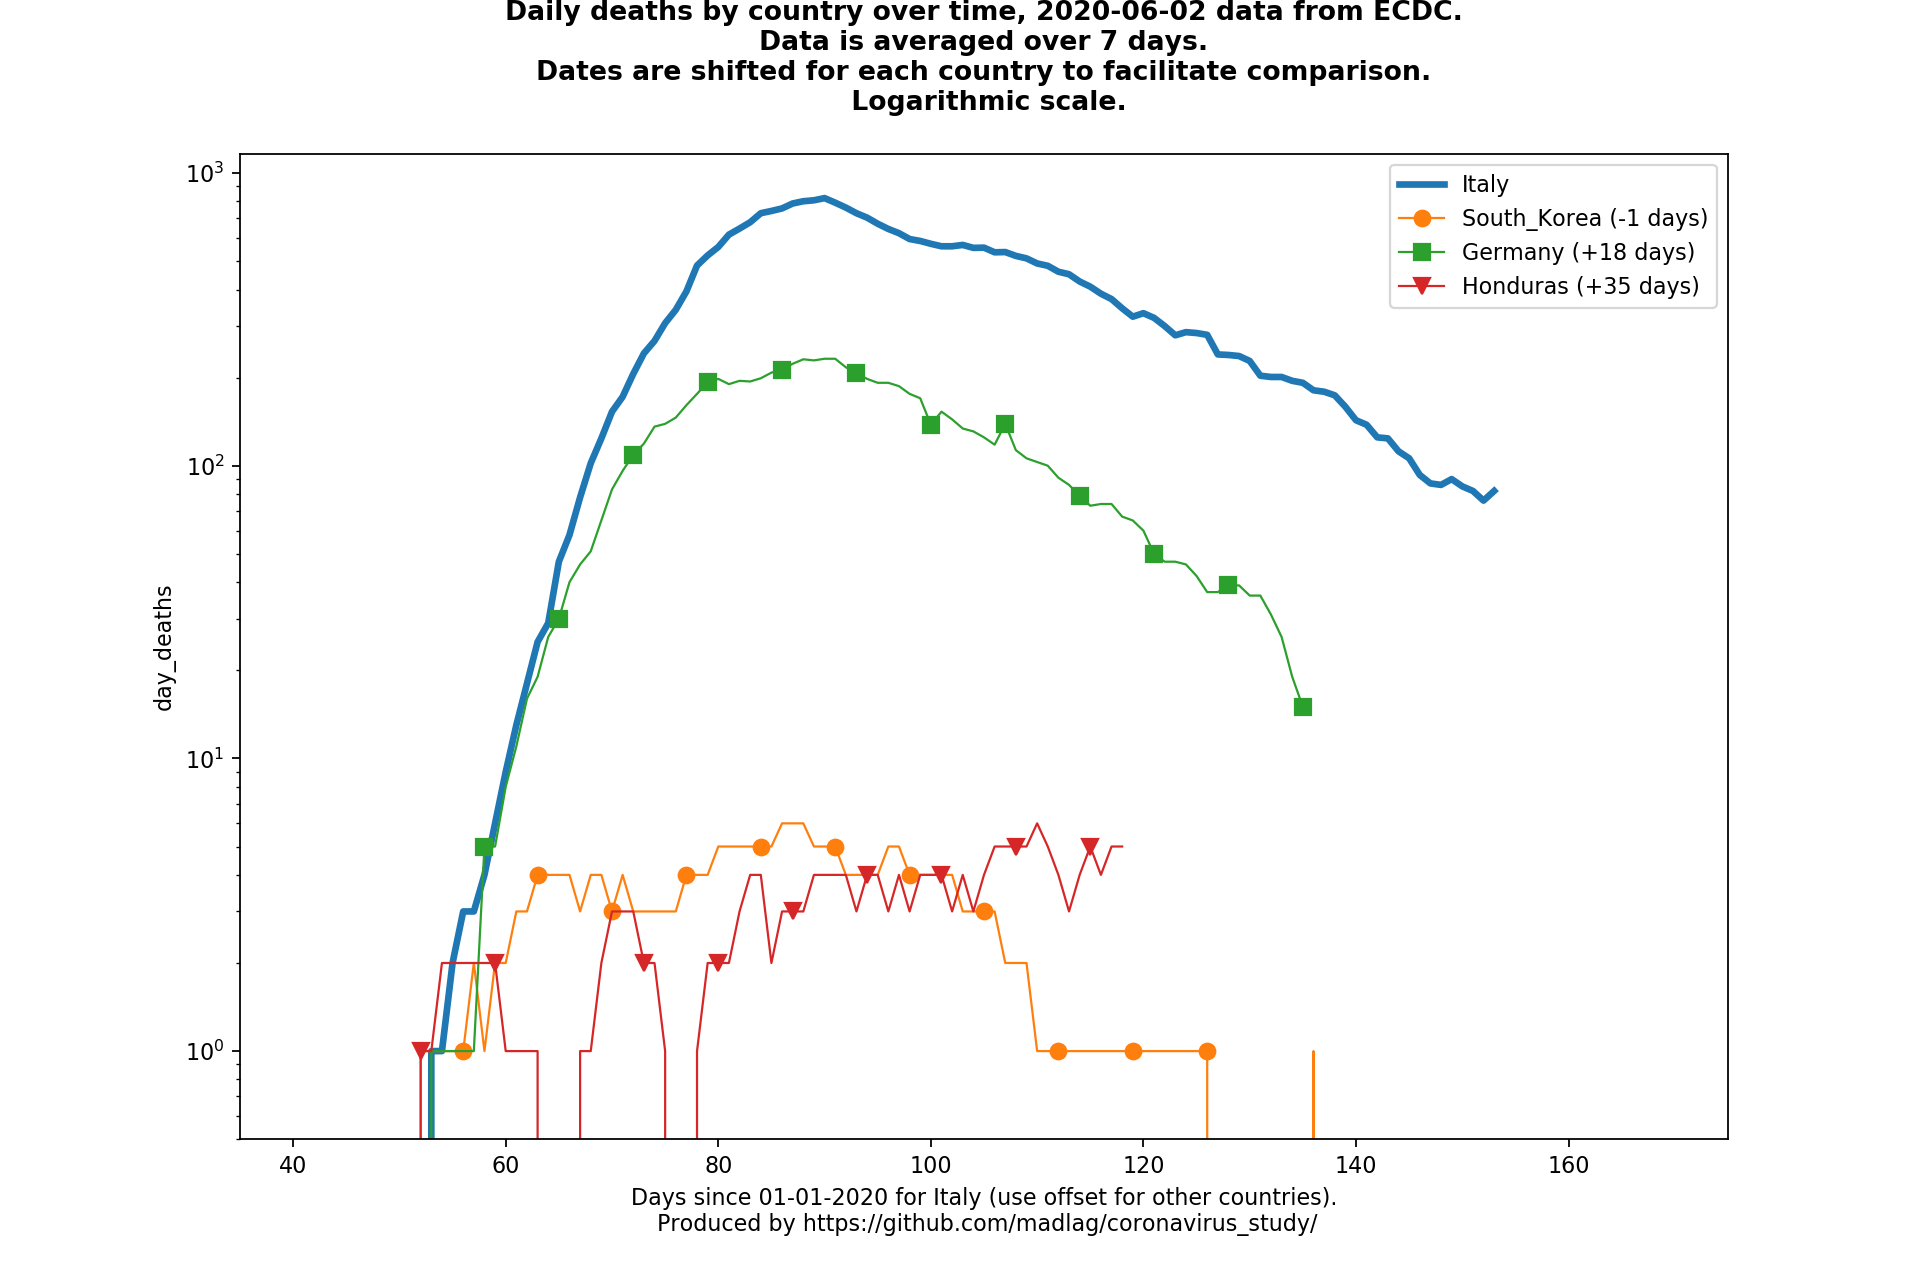 Daily deaths by country over time, 2020-06-02 data from ECDC.
Data is averaged over 7 days.
Dates are shifted for each country to facilitate comparison.
Logarithmic scale.
10³
10²
10¹
10⁰
day_deaths
Italy
South_Korea (-1 days)
Germany (+18 days)
Honduras (+35 days)
40 60 80 100 120 140 160
Days since 01-01-2020 for Italy (use offset for other countries).
Produced by https://github.com/madlag/coronavirus_study/